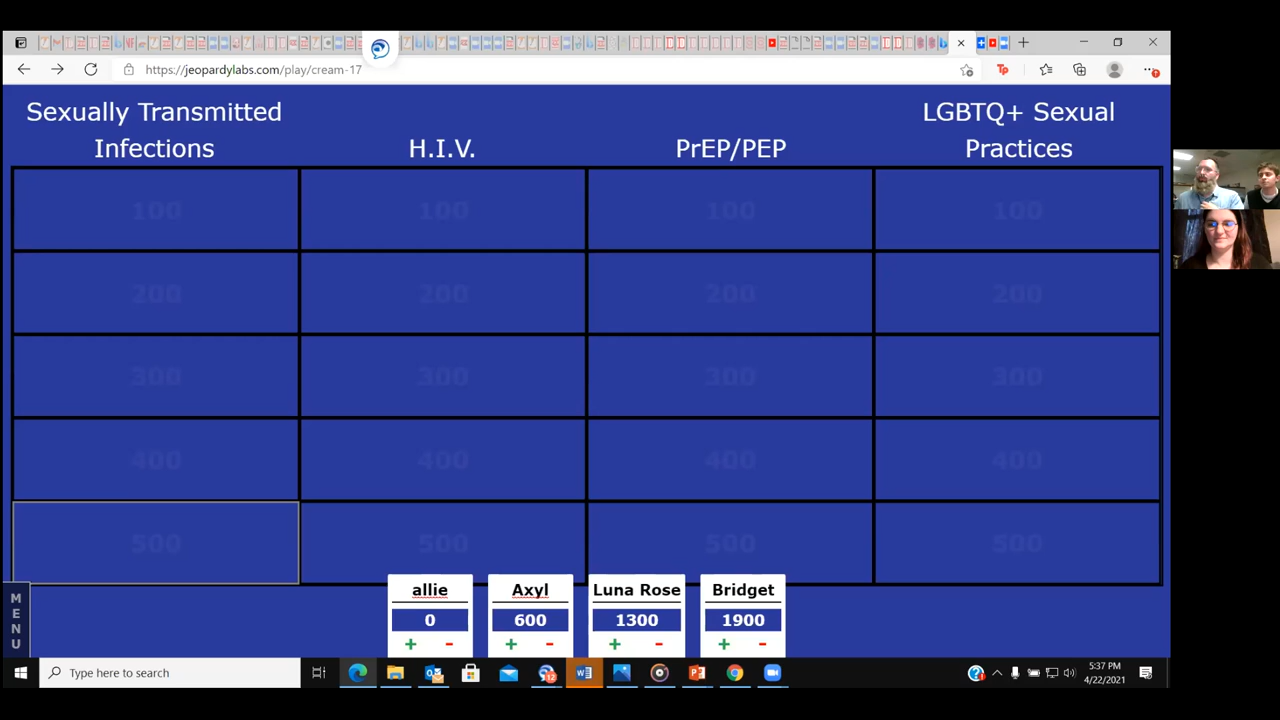 https://jeopardylabs.com/play/cream-17
Sexually Transmitted
Infections
H.I.V.
PrEP/PEP
LGBTQ+ Sexual
Practices
100 100 100 100
200 200 200 200
300 300 300 300
400 400 400 400
500 500 500 500
MENU
allie Axyl Luna Rose Bridget
0 600 1300 1900
+ - + - + - + -
Type here to search
12
5:37 PM
4/22/2021